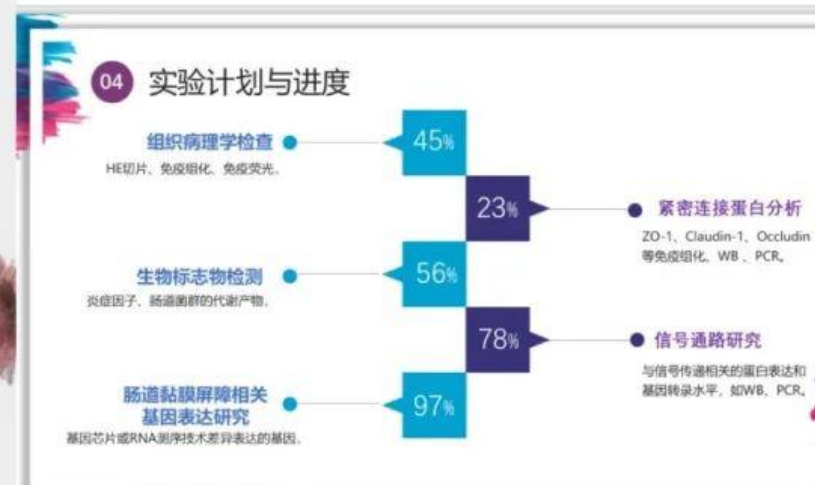 04 实验计划与进度
组织病理学检查
HE切片、免疫组化、免疫荧光。
45%
23%
紧密连接蛋白分析
ZO-1、Claudin-1、Occludin
等免疫组化、WB 、PCR。
生物标志物检测
炎症因子、肠道菌群的代谢产物。
56%
78%
信号通路研究
与信号传递相关的蛋白表达和
基因转录水平，如WB、PCR。
肠道黏膜屏障相关
基因表达研究
基因芯片或RNA测序技术差异表达的基因。
97%